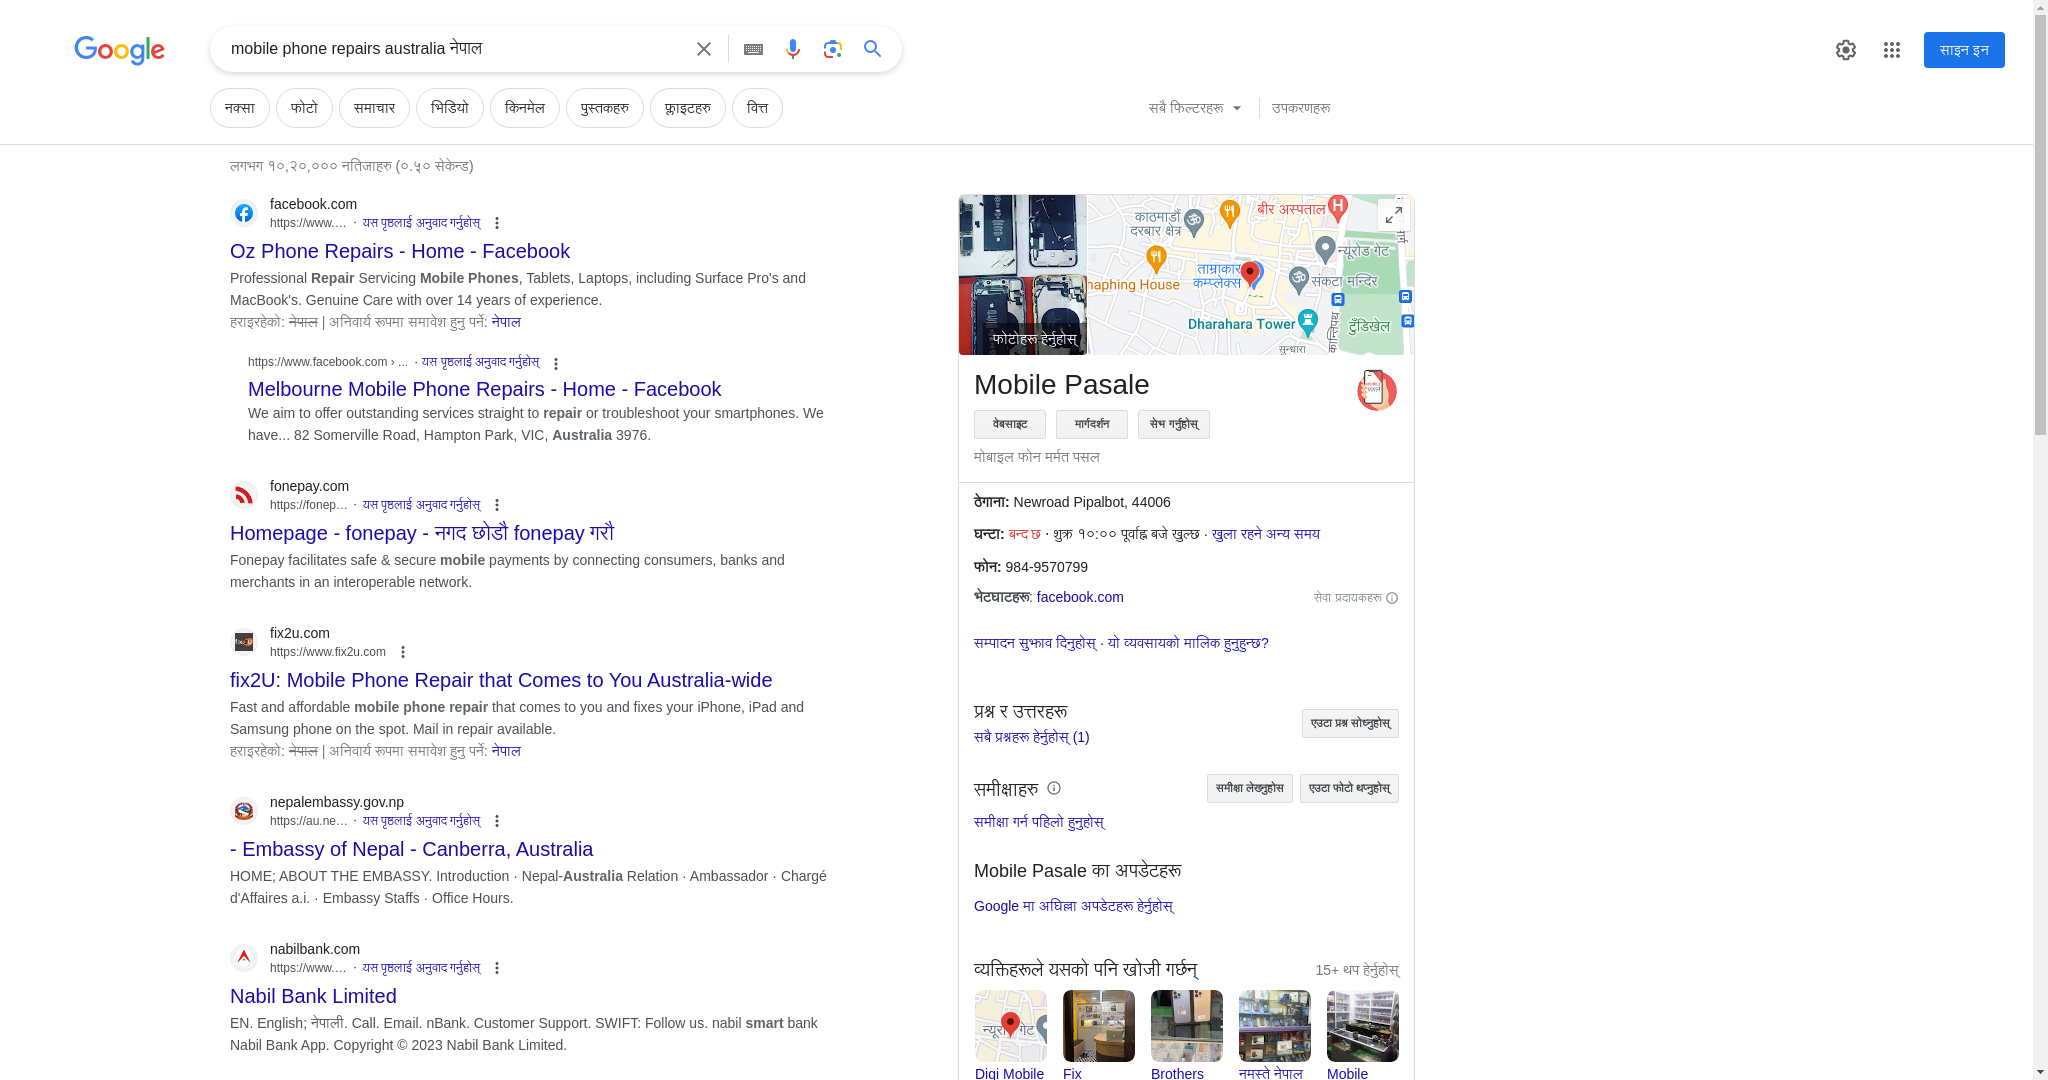 Google
mobile phone repairs australia नेपाल
साइन इन
नक्सा
फोटो
समाचार
भिडियो
किनमेल
पुस्तकहरु
फ्लाइटहरु
वित्त
सबै फिल्टरहरू
उपकरणहरू
लगभग १०,२०,००० नतिजाहरु (०.५० सेकेन्ड)
facebook.com
https://www.… · यस पृष्ठलाई अनुवाद गर्नुहोस्
Oz Phone Repairs - Home - Facebook
Professional Repair Servicing Mobile Phones, Tablets, Laptops, including Surface Pro's and
MacBook's. Genuine Care with over 14 years of experience.
हराइरहेको: नेपाल | अनिवार्य रूपमा समावेश हुनु पर्ने: नेपाल
https://www.facebook.com › ... · यस पृष्ठलाई अनुवाद गर्नुहोस्
Melbourne Mobile Phone Repairs - Home - Facebook
We aim to offer outstanding services straight to repair or troubleshoot your smartphones. We
have... 82 Somerville Road, Hampton Park, VIC, Australia 3976.
fonepay.com
https://fonep… · यस पृष्ठलाई अनुवाद गर्नुहोस्
Homepage - fonepay - नगद छोडौ fonepay गरौ
Fonepay facilitates safe & secure mobile payments by connecting consumers, banks and
merchants in an interoperable network.
fix2u.com
https://www.fix2u.com
fix2U: Mobile Phone Repair that Comes to You Australia-wide
Fast and affordable mobile phone repair that comes to you and fixes your iPhone, iPad and
Samsung phone on the spot. Mail in repair available.
हराइरहेको: नेपाल | अनिवार्य रूपमा समावेश हुनु पर्ने: नेपाल
nepalembassy.gov.np
https://au.ne… · यस पृष्ठलाई अनुवाद गर्नुहोस्
- Embassy of Nepal - Canberra, Australia
HOME; ABOUT THE EMBASSY. Introduction · Nepal-Australia Relation · Ambassador · Chargé
d'Affaires a.i. · Embassy Staffs · Office Hours.
nabilbank.com
https://www.… · यस पृष्ठलाई अनुवाद गर्नुहोस्
Nabil Bank Limited
EN. English; नेपाली. Call. Email. nBank. Customer Support. SWIFT: Follow us. nabil smart bank
Nabil Bank App. Copyright © 2023 Nabil Bank Limited.
फोटोहरू हेर्नुहोस्
काठमाडौं
दरबार क्षेत्र
बीर अस्पताल
न्यूरोड गेट
ताम्राकार
कम्प्लेक्स
संकटा मान्दिर
haphing House
Dharahara Tower
टुँडिखेल
सुन्धारा
कान्तिपथ
Mobile Pasale
वेबसाइट
मार्गदर्शन
सेभ गर्नुहोस्
मोबाइल फोन मर्मत पसल
ठेगाना: Newroad Pipalbot, 44006
घन्टा: बन्द छ · शुक्र १०:०० पूर्वाह्न बजे खुल्छ · खुला रहने अन्य समय
फोन: 984-9570799
भेटघाटहरू: facebook.com
सेवा प्रदायकहरू
सम्पादन सुझाव दिनुहोस् · यो व्यवसायको मालिक हुनुहुन्छ?
प्रश्न र उत्तरहरू
सबै प्रश्नहरू हेर्नुहोस् (1)
एउटा प्रश्न सोध्नुहोस्
समीक्षाहरु
समीक्षा लेख्नुहोस
एउटा फोटो थप्नुहोस्
समीक्षा गर्न पहिलो हुनुहोस्
Mobile Pasale का अपडेटहरू
Google मा अघिल्ला अपडेटहरू हेर्नुहोस्
व्यक्तिहरूले यसको पनि खोजी गर्छन्
15+ थप हेर्नुहोस्
Digi Mobile
Fix
Brothers
नमस्ते नेपाल
Mobile